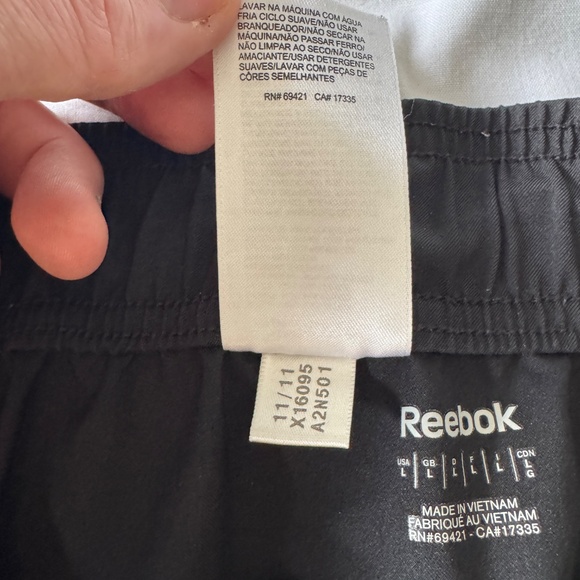 LAVAR NA MÁQUINA COM ÁGUA
FRIA CICLO SUAVE/NÃO USAR
BRANQUEADOR/NÃO SECAR NA
MÁQUINA/NÃO PASSAR FERRO/
NÃO LIMPAR AO SECO/NÃO USAR
AMACIANTE/USAR DETERGENTES
SUAVES/LAVAR COM PEÇAS DE
CÔRES SEMELHANTES
RN# 69421 CA# 17335
11/11
X16095
A2N501
Reebok
USA GB D F I CDN
L L L L L L
G
MADE IN VIETNAM
FABRIQUÉ AU VIETNAM
RN#69421 - CA#17335